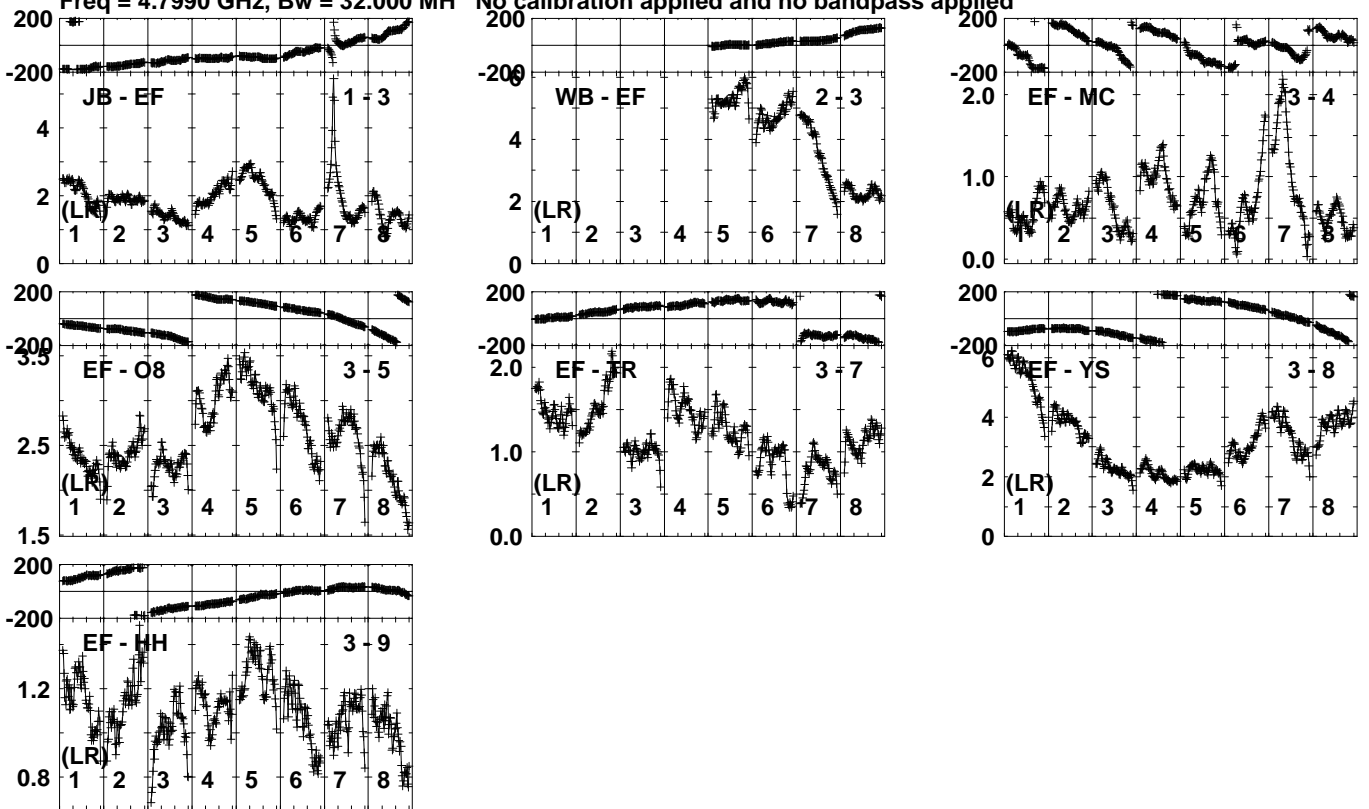 Freq = 4.7990 GHz, Bw = 32.000 MH No calibration applied and no bandpass applied
200
-200
JB - EF 1 - 3
4
2
(LR)
1 2 3 4 5 6 7 8
0
200
-200
6
WB - EF 2 - 3
4
2
(LR)
1 2 3 4 5 6 7 8
0
200
-200
2.0
EF - MC 3 - 4
1.0
(LR)
1 2 3 4 5 6 7 8
0.0
200
-200
3.5
EF - O8 3 - 5
2.5
(LR)
1 2 3 4 5 6 7 8
1.5
200
-200
2.0
EF - TR 3 - 7
1.0
(LR)
1 2 3 4 5 6 7 8
0.0
200
-200
6
EF - YS 3 - 8
4
2
(LR)
1 2 3 4 5 6 7 8
0
200
-200
EF - HH 3 - 9
1.2
(LR)
0.8
1 2 3 4 5 6 7 8